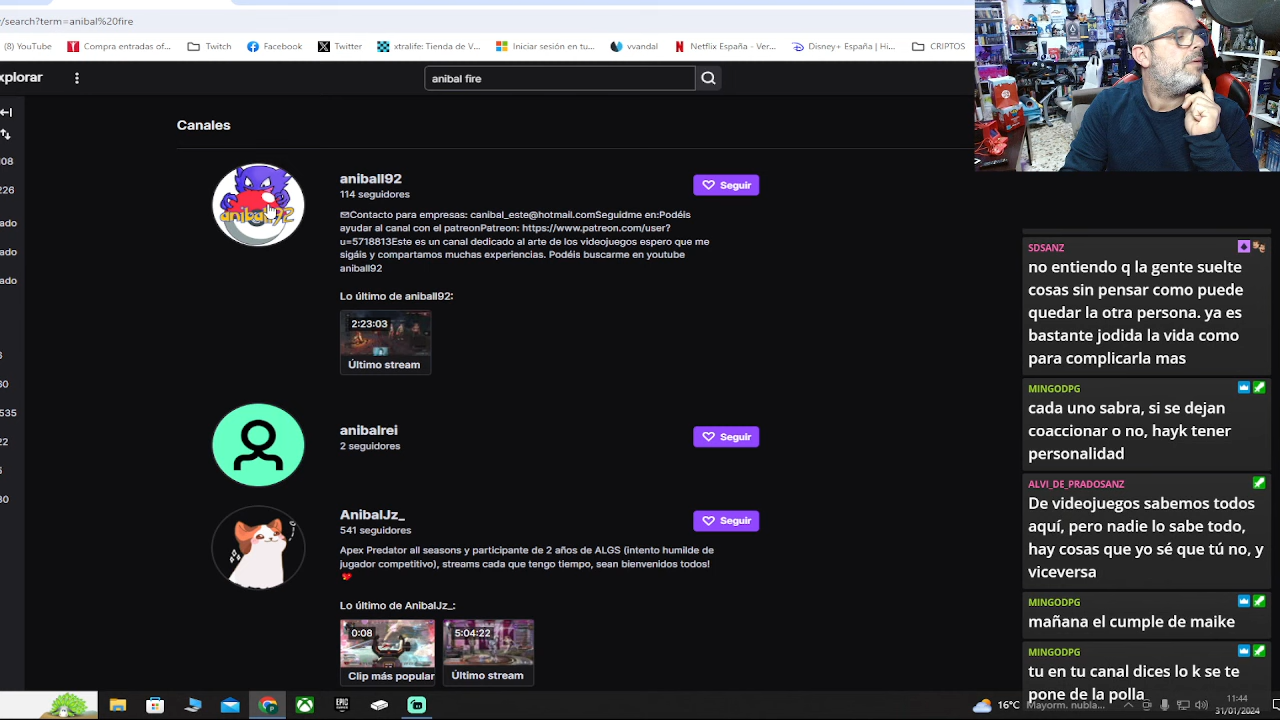 /search?term=anibal%20fire
(8) YouTube
Compra entradas of...
Twitch
Facebook
Twitter
xtralife: Tienda de V...
Iniciar sesión en tu...
vvandal
Netflix España - Ver...
Disney+ España | Hi...
CRIPTOS
xplorar
anibal fire
Canales
aniball92
114 seguidores
Seguir
✉Contacto para empresas: canibal_este@hotmail.comSeguidme en:Podéis
ayudar al canal con el patreonPatreon: https://www.patreon.com/user?
u=5718813Este es un canal dedicado al arte de los videojuegos espero que me
sigáis y compartamos muchas experiencias. Podéis buscarme en youtube
aniball92
Lo último de aniball92:
2:23:03
Último stream
anibalrei
2 seguidores
Seguir
AnibalJz_
541 seguidores
Seguir
Apex Predator all seasons y participante de 2 años de ALGS (intento humilde de
jugador competitivo), streams cada que tengo tiempo, sean bienvenidos todos!
Lo último de AnibalJz_:
0:08
Clip más popular
5:04:22
Último stream
SDSANZ
no entiendo q la gente suelte
cosas sin pensar como puede
quedar la otra persona. ya es
bastante jodida la vida como
para complicarla mas
MINGODPG
cada uno sabra, si se dejan
coaccionar o no, hayk tener
personalidad
ALVI_DE_PRADOSANZ
De videojuegos sabemos todos
aquí, pero nadie lo sabe todo,
hay cosas que yo sé que tú no, y
viceversa
MINGODPG
mañana el cumple de maike
MINGODPG
tu en tu canal dices lo k se te
pone de la polla
EPIC
GAMES
16°C
Mayorm. nubla...
11:44
31/01/2024